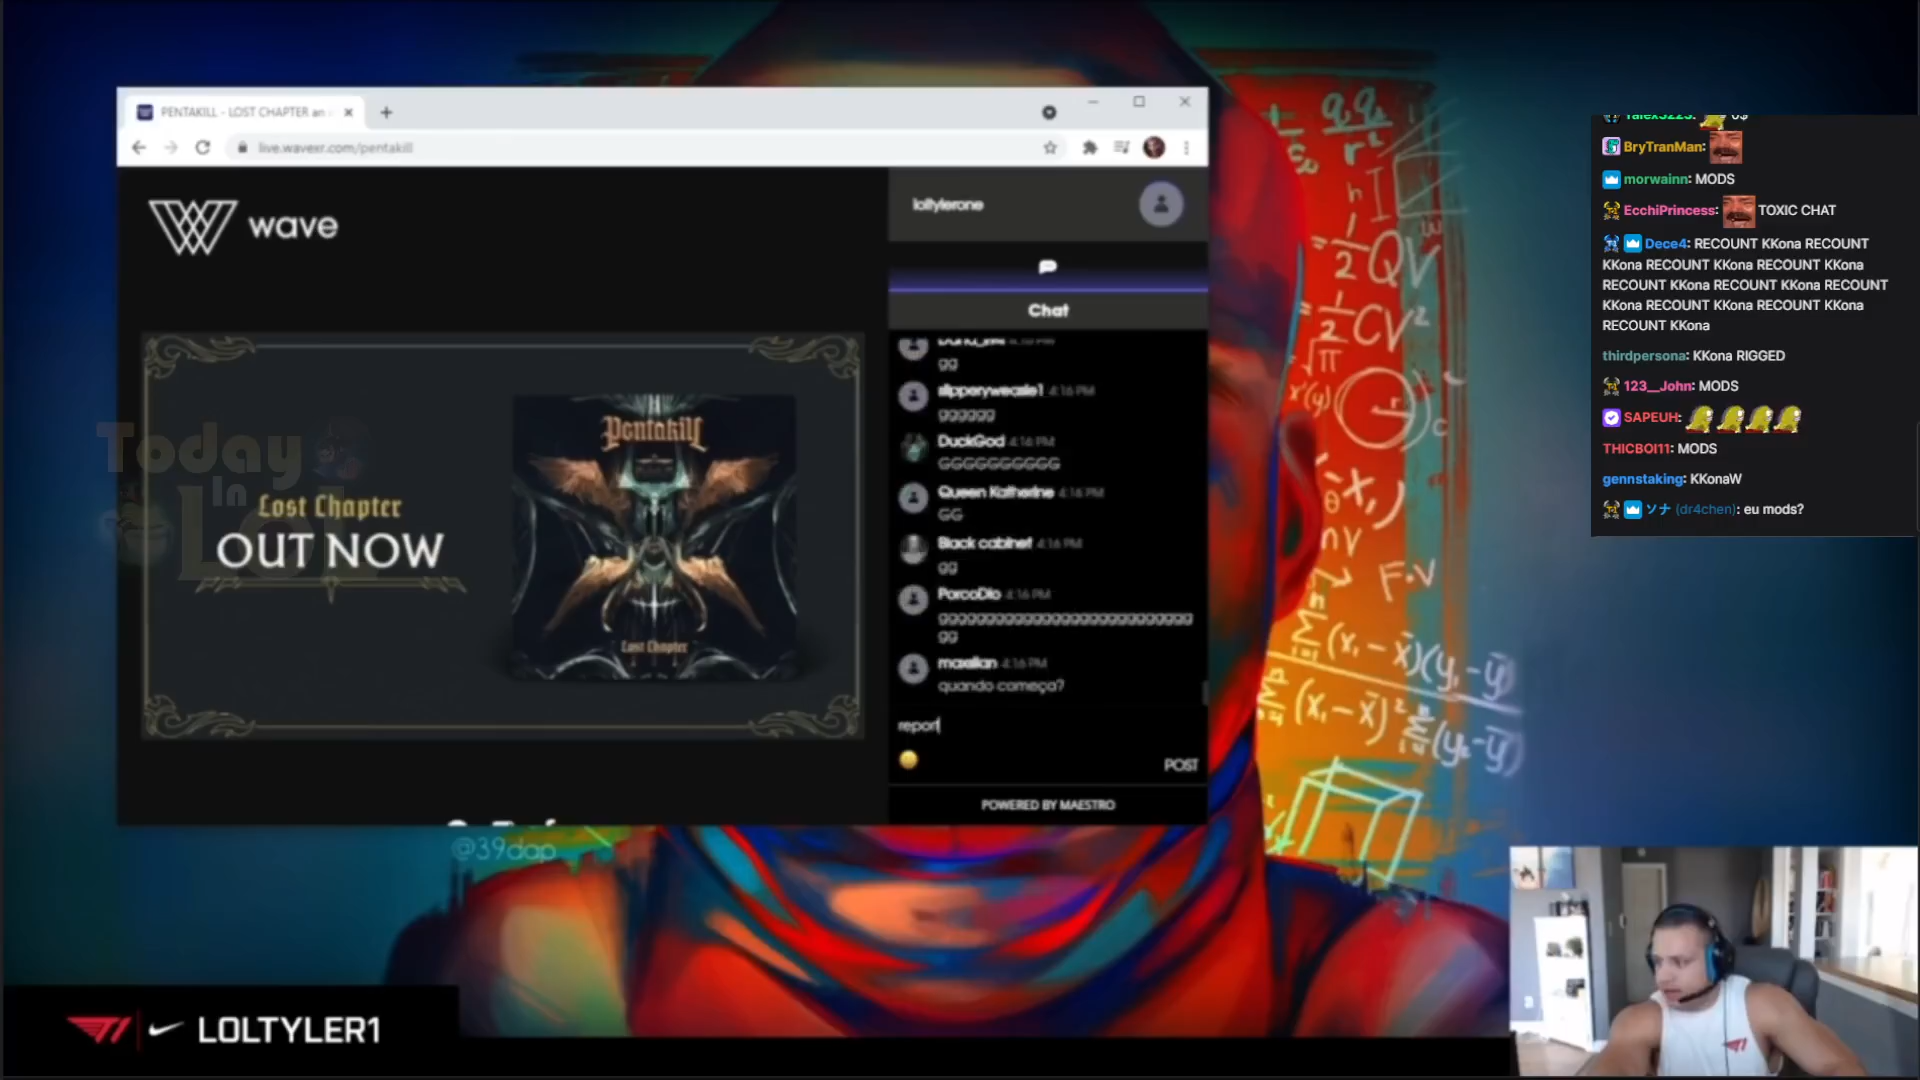 PENTAKILL - LOST CHAPTER an
live.wavexr.com/pentakill
wave
loltylerone
Chat
gg
slipperyweasle1 4:16 PM
gggggg
DuckGod 4:16 PM
GGGGGGGGGG
Queen Katherine 4:16 PM
GG
Black cabinet 4:16 PM
gg
PorcoDio 4:16 PM
gg
4:16 PM
quando começa?
report
POST
POWERED BY MAESTRO
Pentakill
Lost Chapter
Lost Chapter
OUT NOW
Today
In
LoL
@39dap
BryTranMan:
morwainn: MODS
EcchiPrincess: TOXIC CHAT
Dece4: RECOUNT KKona RECOUNT
KKona RECOUNT KKona RECOUNT KKona
RECOUNT KKona RECOUNT KKona RECOUNT
KKona RECOUNT KKona RECOUNT KKona
RECOUNT KKona
thirdpersona: KKona RIGGED
123__John: MODS
SAPEUH:
THICBOI11: MODS
gennstaking: KKonaW
ソナ (dr4chen): eu mods?
T1
LOLTYLER1